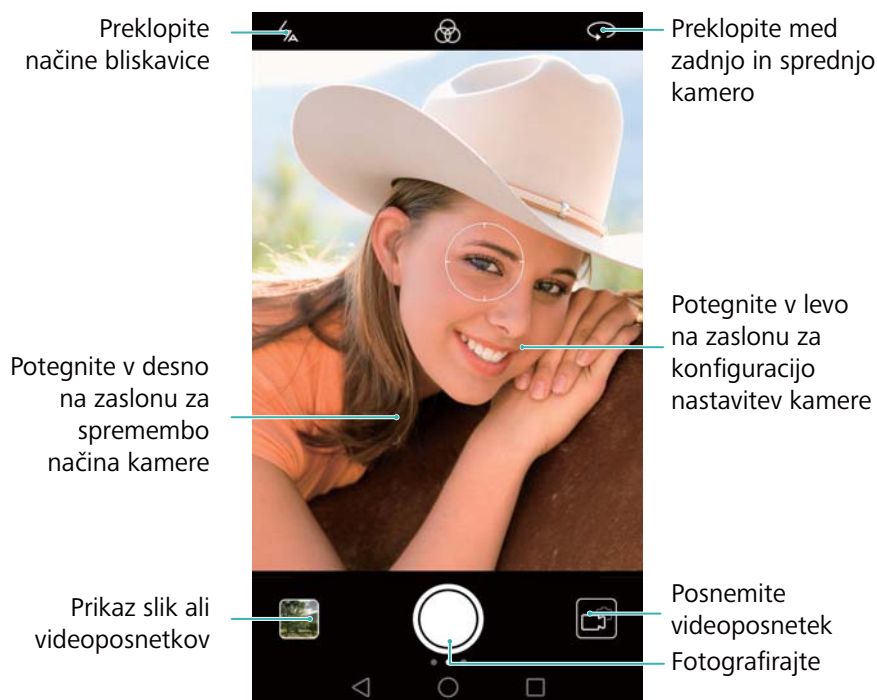 Preklopite
načine bliskavice
Preklopite med
zadnjo in sprednjo
kamero
Potegnite v levo
na zaslonu za
konfiguracijo
nastavitev kamere
Potegnite v desno
na zaslonu za
spremembo
načina kamere
Prikaz slik ali
videoposnetkov
Posnemite
videoposnetek
Fotografirajte